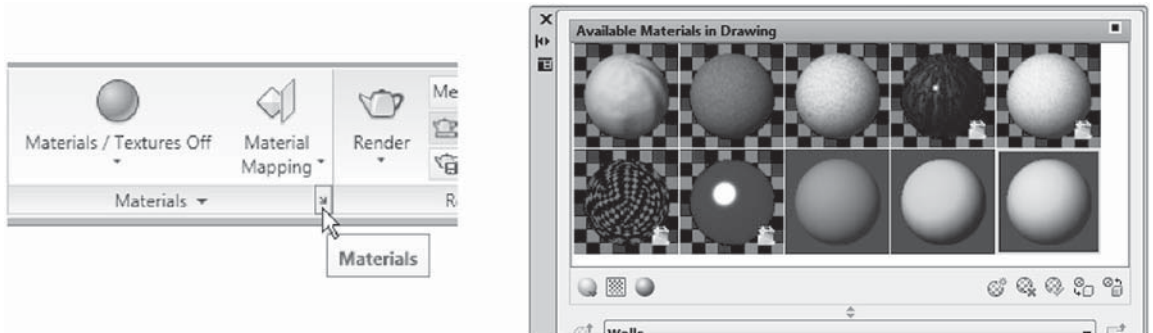 Materials / Textures Off
Material
Mapping
Render
Me
Materials
Materials
Available Materials in Drawing
Walls